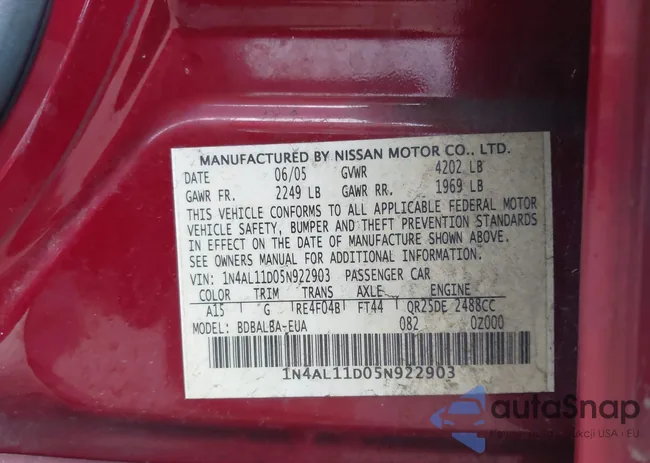 MANUFACTURED BY NISSAN MOTOR CO., LTD.
DATE 06/05 GVWR 4202 LB
GAWR FR. 2249 LB GAWR RR. 1969 LB
THIS VEHICLE CONFORMS TO ALL APPLICABLE FEDERAL MOTOR
VEHICLE SAFETY, BUMPER AND THEFT PREVENTION STANDARDS
IN EFFECT ON THE DATE OF MANUFACTURE SHOWN ABOVE.
SEE OWNERS MANUAL FOR ADDITIONAL INFORMATION.
VIN: 1N4AL11D05N922903 PASSENGER CAR
COLOR TRIM TRANS AXLE ENGINE
A15 G RE4F04B FT44 QR25DE 2488CC
MODEL: BDBALBA-EUA 082 0Z000
1N4AL11D05N922903
autoSnap
USA EU